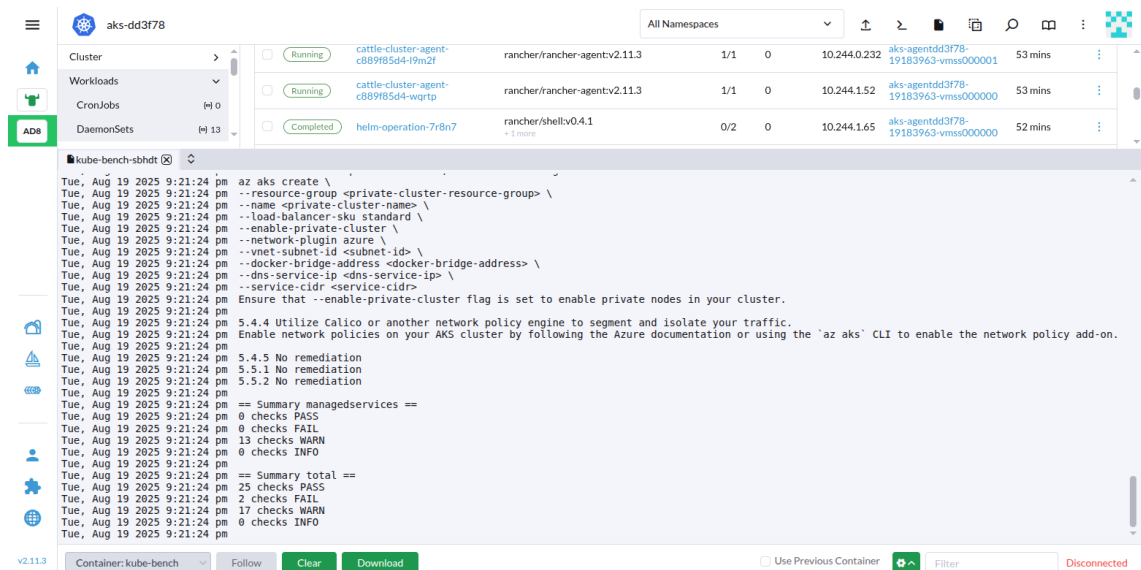 aks-dd3f78
All Namespaces
Cluster
Workloads
CronJobs 0
DaemonSets 13
AD8
Running cattle-cluster-agent-c889f85d4-l9m2f rancher/rancher-agent:v2.11.3 1/1 0 10.244.0.232 aks-agentdd3f78-19183963-vmss000001 53 mins
Running cattle-cluster-agent-c889f85d4-wqrtp rancher/rancher-agent:v2.11.3 1/1 0 10.244.1.52 aks-agentdd3f78-19183963-vmss000000 53 mins
Completed helm-operation-7r8n7 rancher/shell:v0.4.1 + 1 more 0/2 0 10.244.1.65 aks-agentdd3f78-19183963-vmss000000 52 mins
kube-bench-sbhdt
Tue, Aug 19 2025 9:21:24 pm az aks create \
Tue, Aug 19 2025 9:21:24 pm --resource-group <private-cluster-resource-group> \
Tue, Aug 19 2025 9:21:24 pm --name <private-cluster-name> \
Tue, Aug 19 2025 9:21:24 pm --load-balancer-sku standard \
Tue, Aug 19 2025 9:21:24 pm --enable-private-cluster \
Tue, Aug 19 2025 9:21:24 pm --network-plugin azure \
Tue, Aug 19 2025 9:21:24 pm --vnet-subnet-id <subnet-id> \
Tue, Aug 19 2025 9:21:24 pm --docker-bridge-address <docker-bridge-address> \
Tue, Aug 19 2025 9:21:24 pm --dns-service-ip <dns-service-ip> \
Tue, Aug 19 2025 9:21:24 pm --service-cidr <service-cidr>
Tue, Aug 19 2025 9:21:24 pm Ensure that --enable-private-cluster flag is set to enable private nodes in your cluster.
Tue, Aug 19 2025 9:21:24 pm
Tue, Aug 19 2025 9:21:24 pm 5.4.4 Utilize Calico or another network policy engine to segment and isolate your traffic.
Tue, Aug 19 2025 9:21:24 pm Enable network policies on your AKS cluster by following the Azure documentation or using the `az aks` CLI to enable the network policy add-on.
Tue, Aug 19 2025 9:21:24 pm
Tue, Aug 19 2025 9:21:24 pm 5.4.5 No remediation
Tue, Aug 19 2025 9:21:24 pm 5.5.1 No remediation
Tue, Aug 19 2025 9:21:24 pm 5.5.2 No remediation
Tue, Aug 19 2025 9:21:24 pm
Tue, Aug 19 2025 9:21:24 pm == Summary managedservices ==
Tue, Aug 19 2025 9:21:24 pm 0 checks PASS
Tue, Aug 19 2025 9:21:24 pm 0 checks FAIL
Tue, Aug 19 2025 9:21:24 pm 13 checks WARN
Tue, Aug 19 2025 9:21:24 pm 0 checks INFO
Tue, Aug 19 2025 9:21:24 pm
Tue, Aug 19 2025 9:21:24 pm == Summary total ==
Tue, Aug 19 2025 9:21:24 pm 25 checks PASS
Tue, Aug 19 2025 9:21:24 pm 2 checks FAIL
Tue, Aug 19 2025 9:21:24 pm 17 checks WARN
Tue, Aug 19 2025 9:21:24 pm 0 checks INFO
Tue, Aug 19 2025 9:21:24 pm
v2.11.3
Container: kube-bench
Follow
Clear
Download
Use Previous Container
Filter
Disconnected